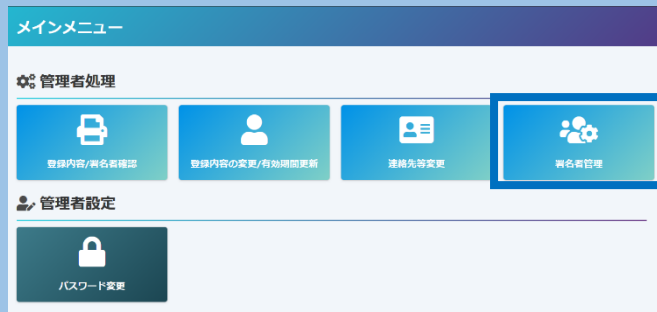 メインメニュー
管理者処理
登録内容/署名者確認
登録内容の変更/有効期間更新
連絡先等変更
署名者管理
管理者設定
パスワード変更